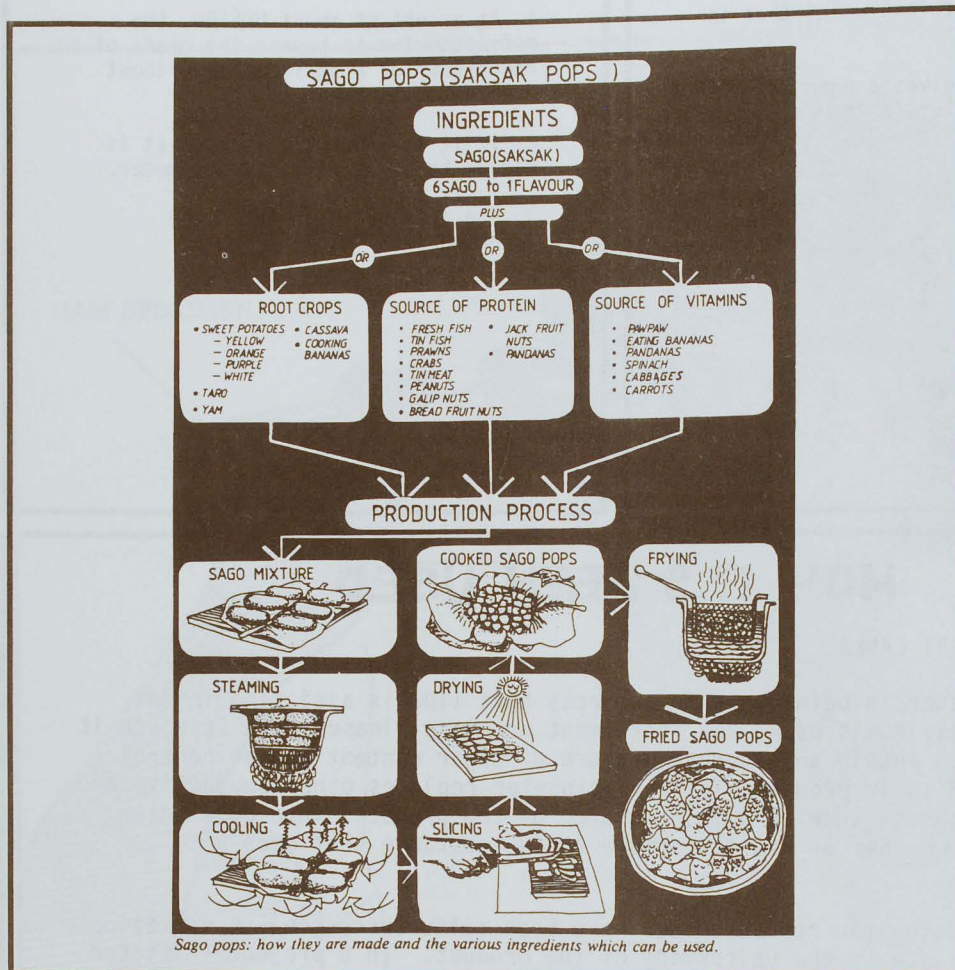 SAGO POPS (SAKSAK POPS )
INGREDIENTS
SAGO(SAKSAK)
6 SAGO to 1 FLAVOUR
PLUS
OR
OR
OR
ROOT CROPS
• SWEET POTATOES
– YELLOW
– ORANGE
– PURPLE
– WHITE
• TARO
• YAM
• CASSAVA
• COOKING
BANANAS
SOURCE OF PROTEIN
• FRESH FISH
• TIN FISH
• PRAWNS
• CRABS
• TIN MEAT
• PEANUTS
• GALIP NUTS
• BREAD FRUIT NUTS
• JACK FRUIT
NUTS
• PANDANAS
SOURCE OF VITAMINS
• PAWPAW
• EATING BANANAS
• PANDANAS
• SPINACH
• CABBAGES
• CARROTS
PRODUCTION PROCESS
SAGO MIXTURE
STEAMING
COOLING
SLICING
DRYING
COOKED SAGO POPS
FRYING
FRIED SAGO POPS
Sago pops: how they are made and the various ingredients which can be used.